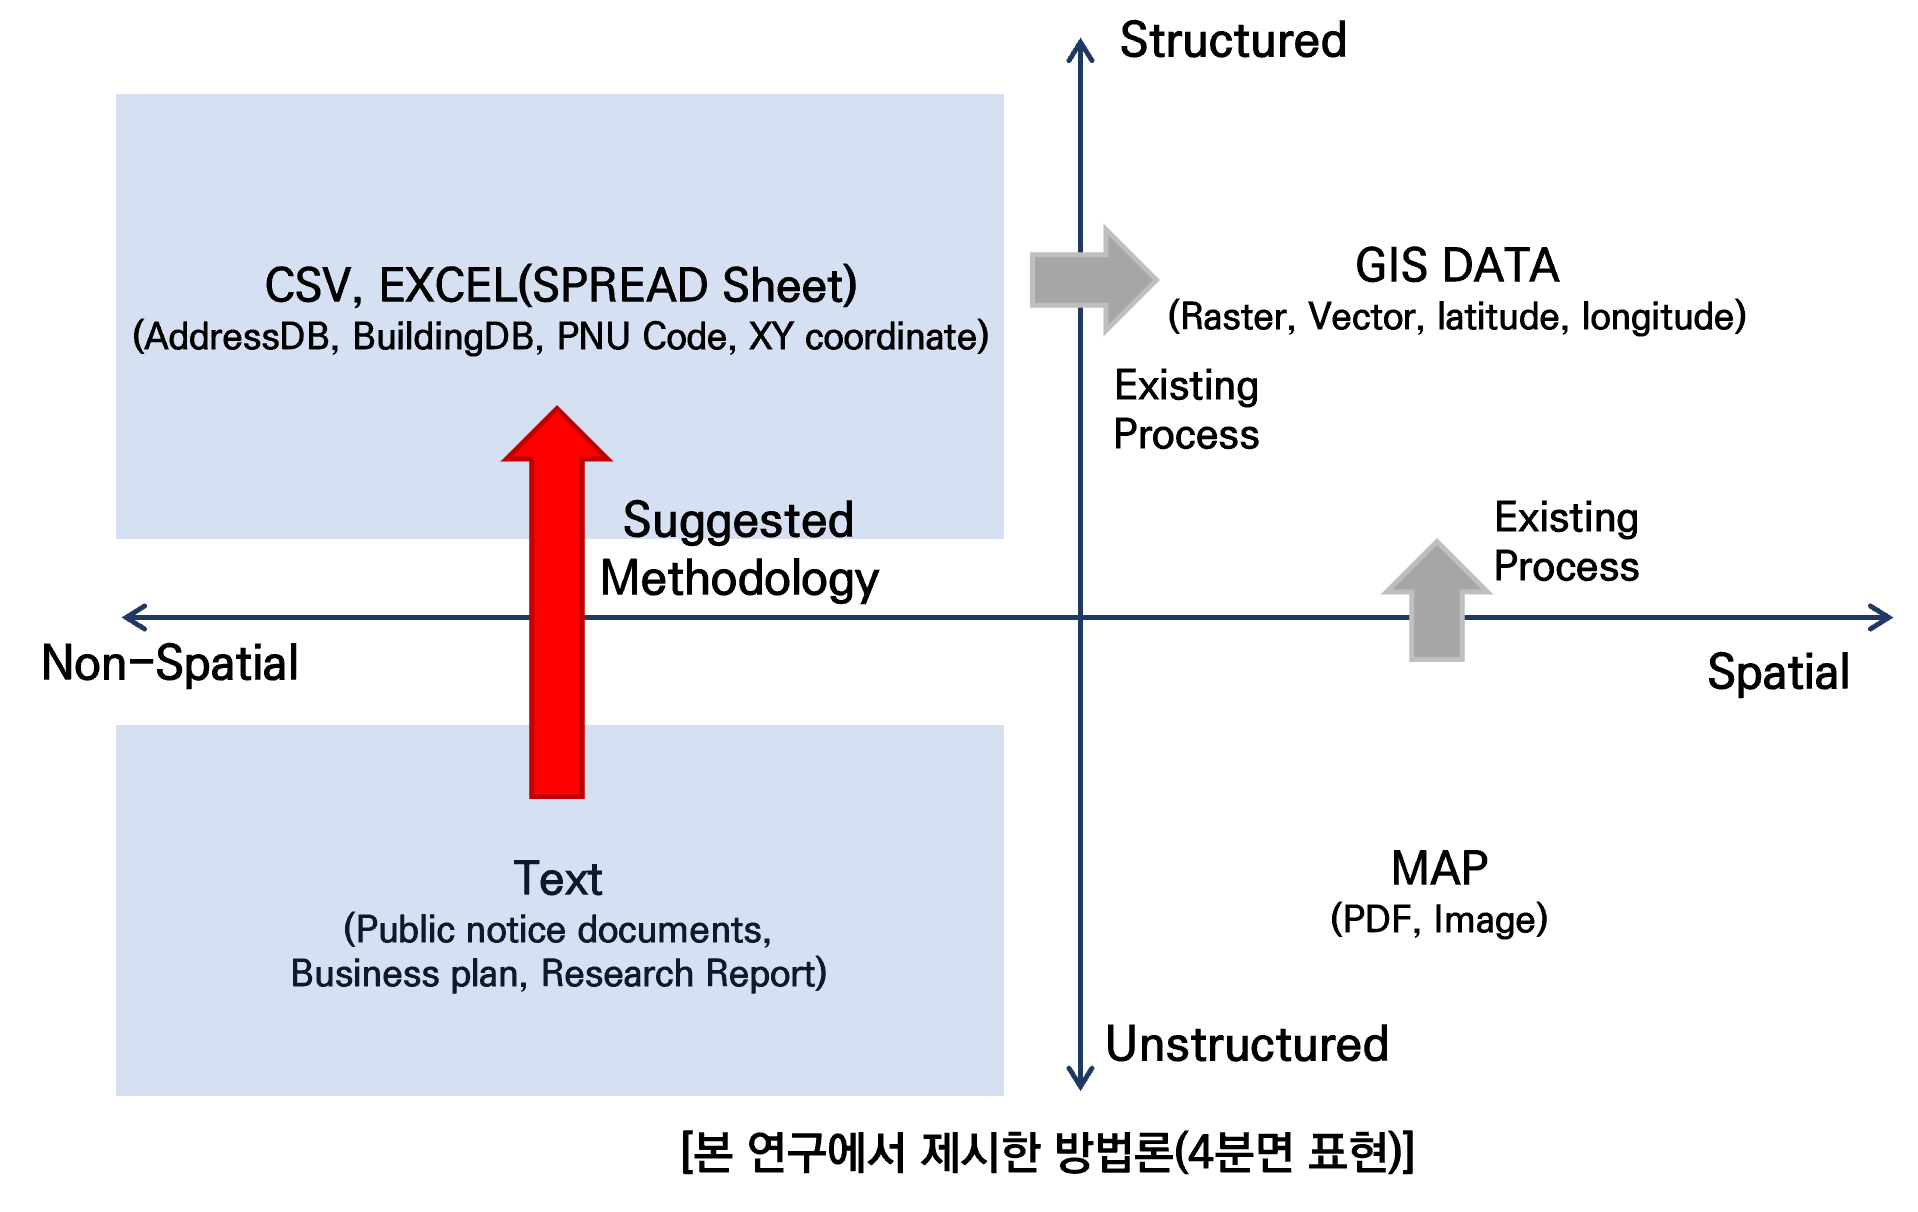 Structured
CSV, EXCEL(SPREAD Sheet)
(AddressDB, BuildingDB, PNU Code, XY coordinate)
GIS DATA
(Raster, Vector, latitude, longitude)
Existing
Process
Suggested
Methodology
Existing
Process
Non-Spatial
Spatial
Text
(Public notice documents,
Business plan, Research Report)
MAP
(PDF, Image)
Unstructured
[본 연구에서 제시한 방법론(4분면 표현)]